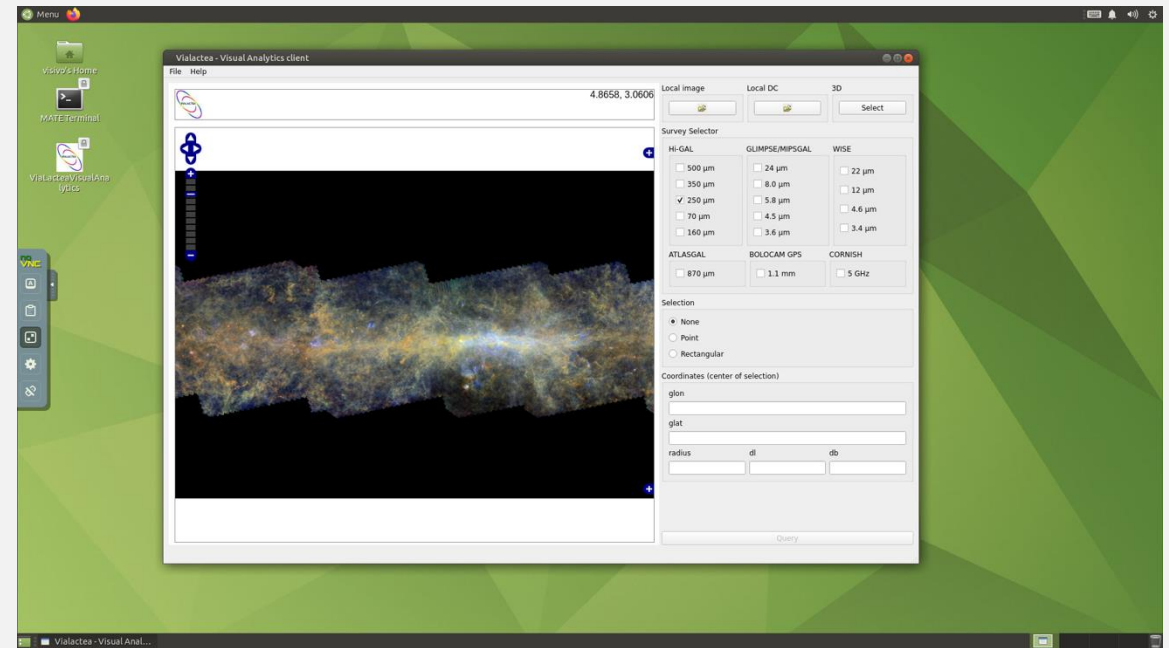 Menu
visivo's Home
MATE Terminal
ViaLacteaVisualAna
lytics
noVNC
Vialactea - Visual Analytics client
File Help
4.8658, 3.0606
Local image Local DC 3D
Select
Survey Selector
Hi-GAL GLIMPSE/MIPSGAL WISE
500 μm 24 μm 22 μm
350 μm 8.0 μm 12 μm
250 μm 5.8 μm 4.6 μm
70 μm 4.5 μm 3.4 μm
160 μm 3.6 μm
ATLASGAL BOLOCAM GPS CORNISH
870 μm 1.1 mm 5 GHz
Selection
None
Point
Rectangular
Coordinates (center of selection)
glon
glat
radius dl db
Query
Vialactea - Visual Anal...